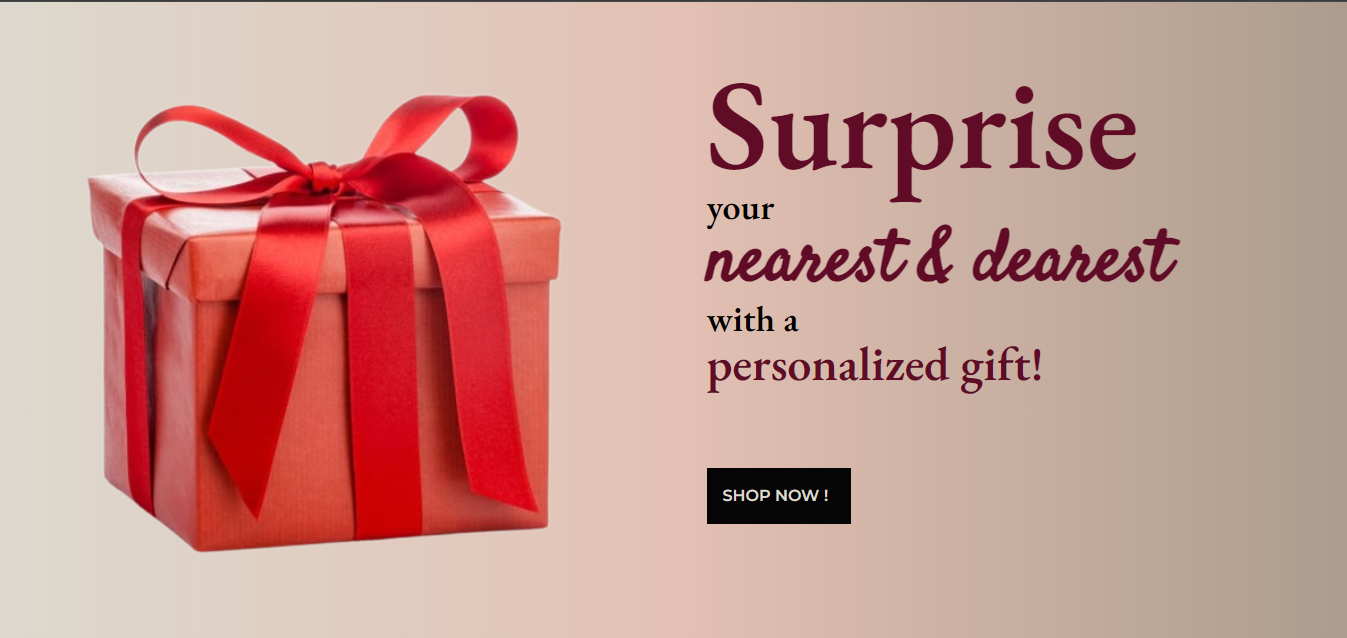 Surprise
your
nearest & dearest
with a
personalized gift!
SHOP NOW !